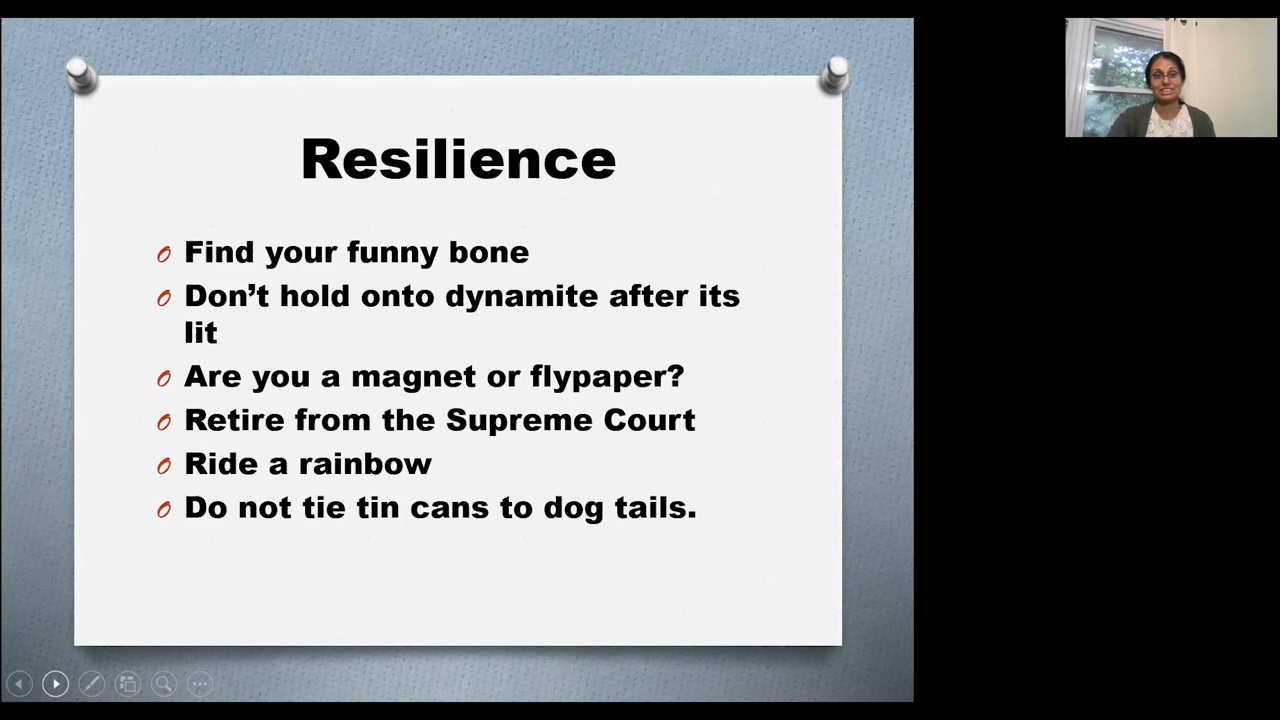 Resilience
Find your funny bone
Don’t hold onto dynamite after its
lit
Are you a magnet or flypaper?
Retire from the Supreme Court
Ride a rainbow
Do not tie tin cans to dog tails.